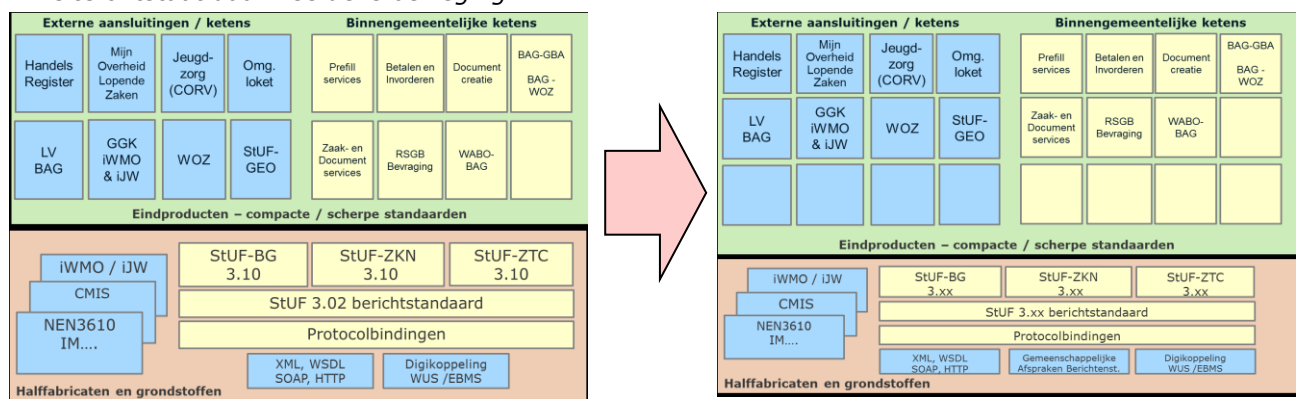 Externe aansluitingen / ketens
Binnengemeentelijke ketens
Handels
Register
Mijn
Overheid
Lopende
Zaken
Jeugd-
zorg
(CORV)
Omg.
loket
Prefill
services
Betalen en
Invorderen
Document
creatie
BAG-GBA
BAG -
WOZ
LV
BAG
GGK
iWMO
& iJW
WOZ
StUF-
GEO
Zaak- en
Document
services
RSGB
Bevraging
WABO-
BAG
Eindproducten – compacte / scherpe standaarden
iWMO / iJW
CMIS
NEN3610
IM....
StUF-BG
3.10
StUF-ZKN
3.10
StUF-ZTC
3.10
StUF 3.02 berichtstandaard
Protocolbindingen
XML, WSDL
SOAP, HTTP
Digikoppeling
WUS /EBMS
Halffabricaten en grondstoffen
Externe aansluitingen / ketens
Binnengemeentelijke ketens
Handels
Register
Mijn
Overheid
Lopende
Zaken
Jeugd-
zorg
(CORV)
Omg.
loket
Prefill
services
Betalen en
Invorderen
Document
creatie
BAG-GBA
BAG -
WOZ
LV
BAG
GGK
iWMO
& iJW
WOZ
StUF-
GEO
Zaak- en
Document
services
RSGB
Bevraging
WABO-
BAG
Eindproducten – compacte / scherpe standaarden
iWMO / iJW
CMIS
NEN3610
IM....
StUF-BG
3.xx
StUF-ZKN
3.xx
StUF-ZTC
3.xx
StUF 3.xx berichtstandaard
Protocolbindingen
XML, WSDL
SOAP, HTTP
Gemeenschappelijke
Afspraken Berichtenst.
Digikoppeling
WUS /EBMS
Halffabricaten en grondstoffen